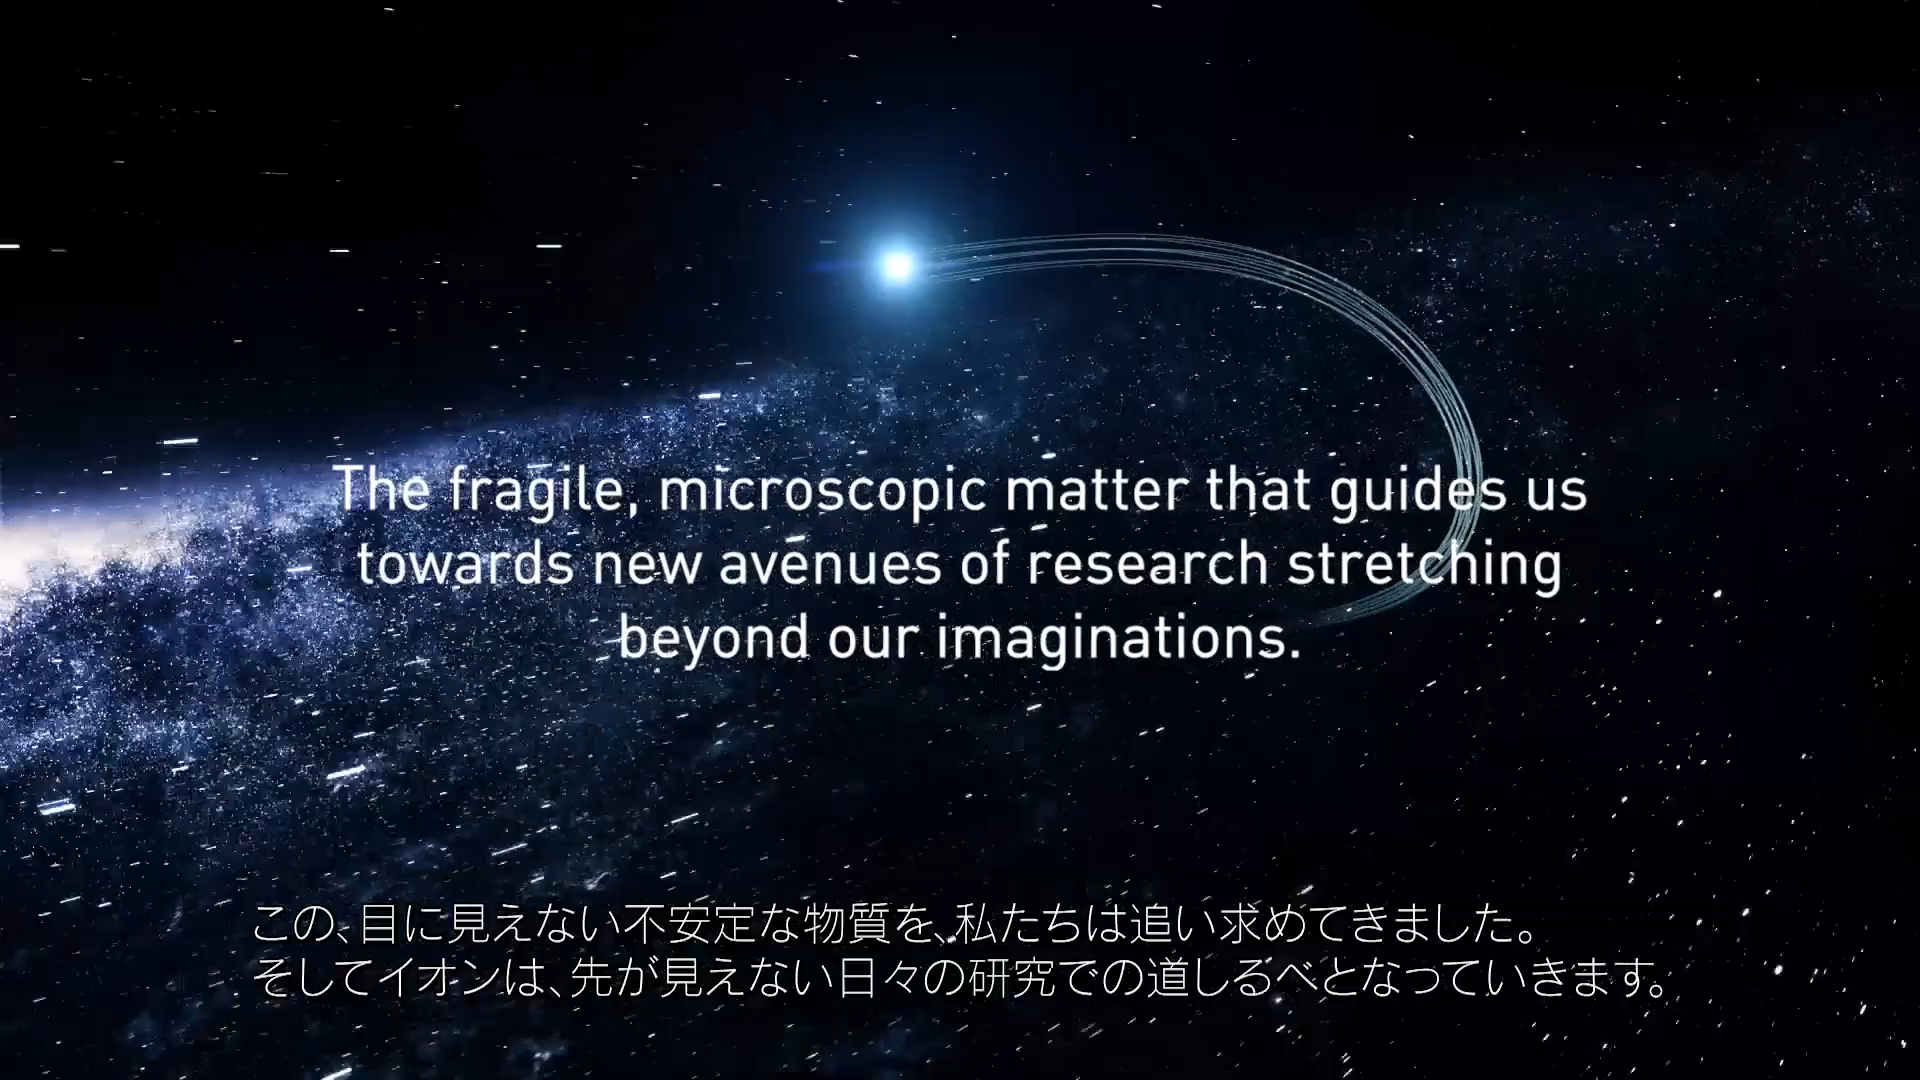 The fragile, microscopic matter that guides us
towards new avenues of research stretching
beyond our imaginations.
この、目に見えない不安定な物質を、私たちは追い求めてきました。
そしてイオンは、先が見えない日々の研究での道しるべとなっていきます。